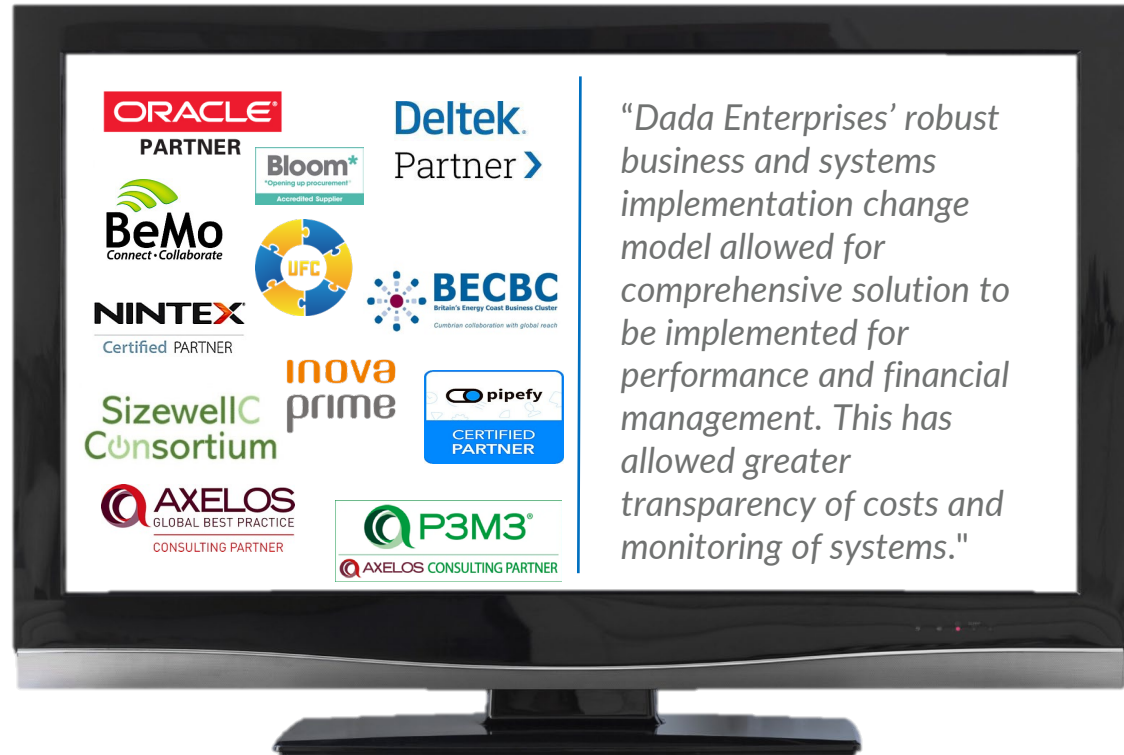 ORACLE®
PARTNER
Deltek.
Partner
Bloom*
"Opening up procurement"
Accredited Supplier
BeMo
Connect•Collaborate
UFC
BECBC
Britain's Energy Coast Business Cluster
Cumbrian collaboration with global reach
NINTEX
Certified PARTNER
inova
prime
pipefy
CERTIFIED
PARTNER
SizewellC
Consortium
AXELOS
GLOBAL BEST PRACTICE
CONSULTING PARTNER
P3M3®
AXELOS CONSULTING PARTNER
“Dada Enterprises’ robust
business and systems
implementation change
model allowed for
comprehensive solution to
be implemented for
performance and financial
management. This has
allowed greater
transparency of costs and
monitoring of systems."